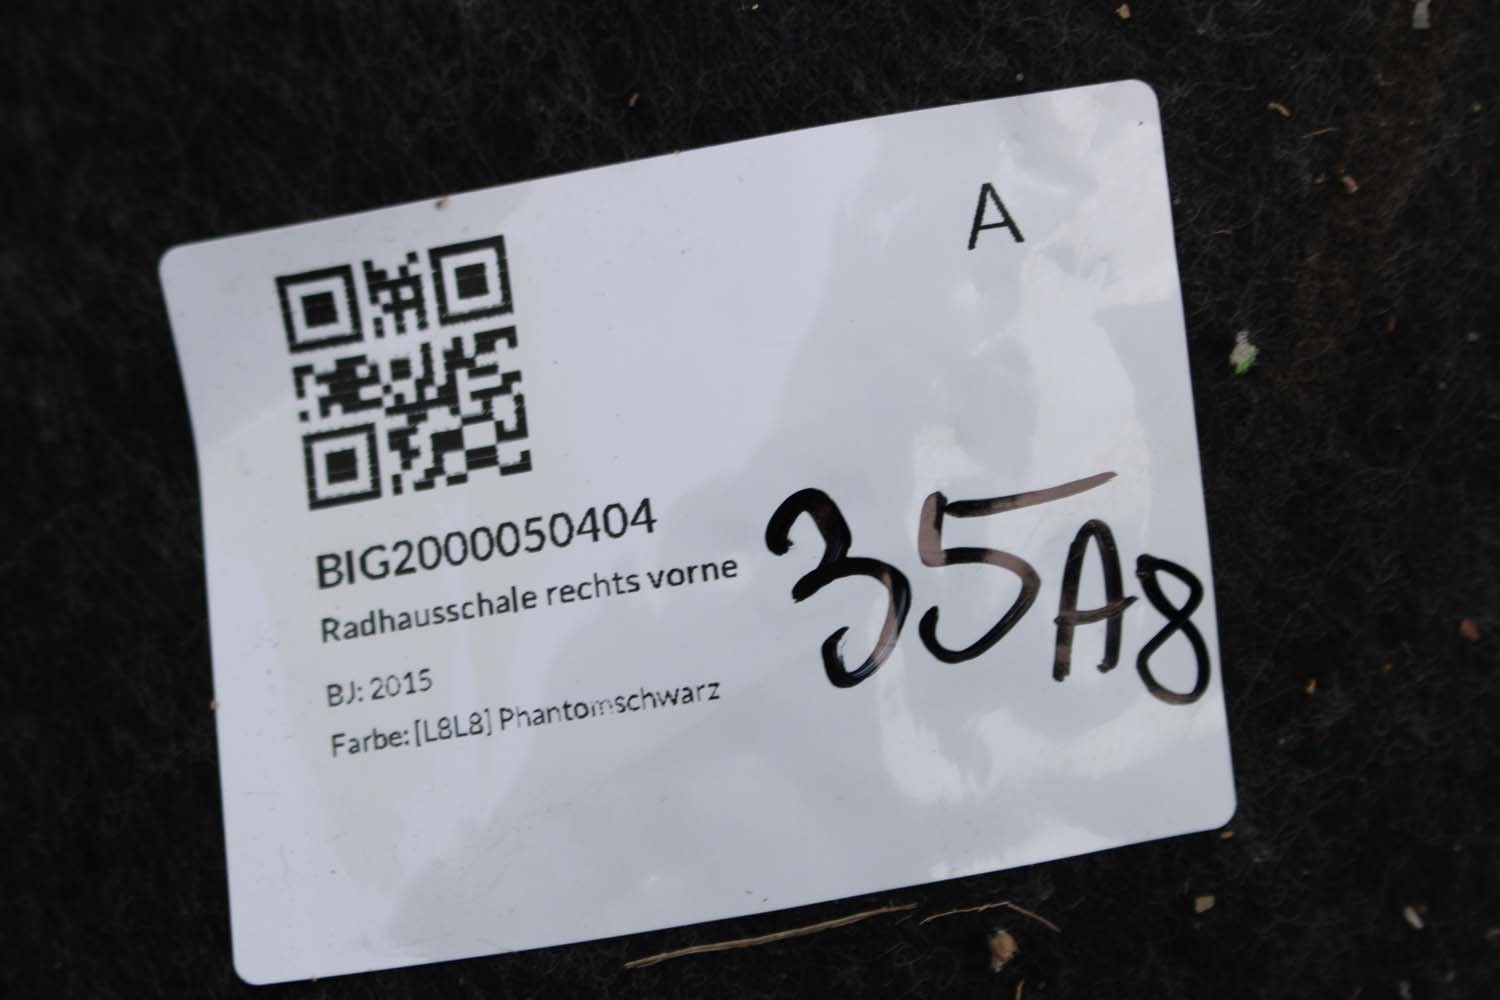 A
BIG2000050404
Radhausschale rechts vorne
BJ: 2015
Farbe: [L8L8] Phantomschwarz
35A8